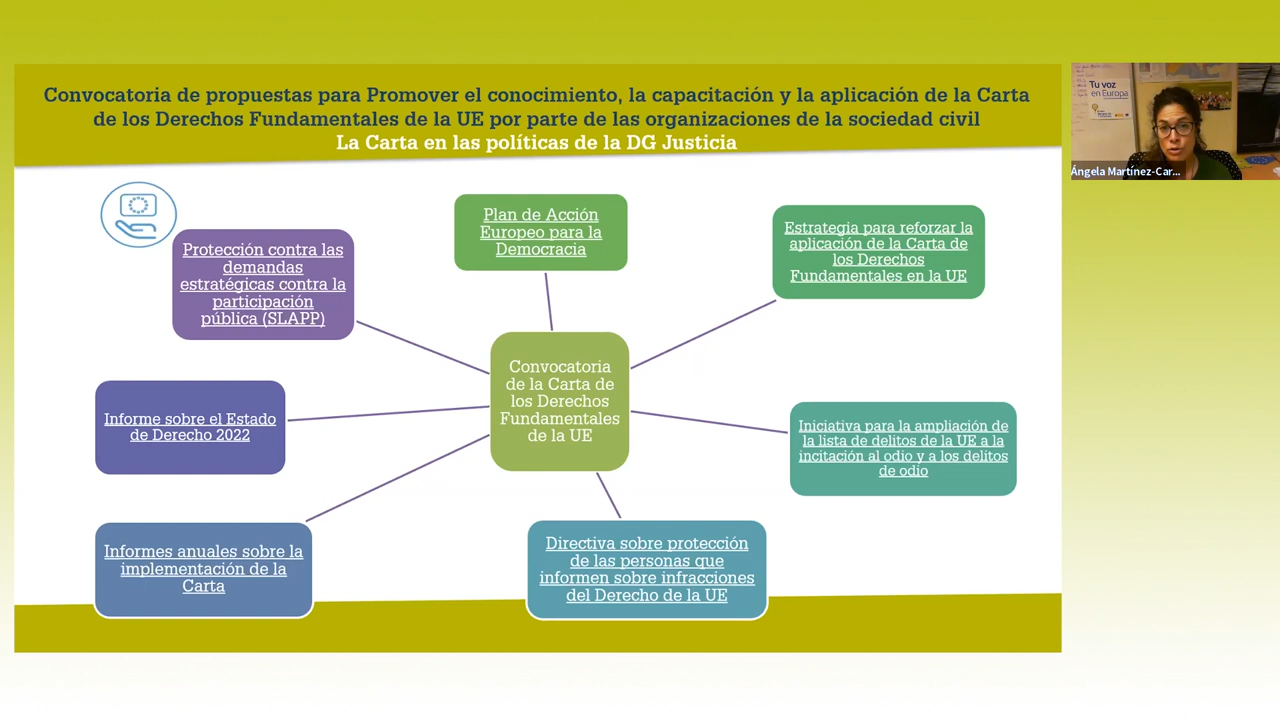 Convocatoria de propuestas para Promover el conocimiento, la capacitación y la aplicación de la Carta
de los Derechos Fundamentales de la UE por parte de las organizaciones de la sociedad civil
La Carta en las políticas de la DG Justicia
Tu voz
en Europa
Ángela Martínez-Car...
Protección contra las
demandas
estratégicas contra la
participación
pública (SLAPP)
Plan de Acción
Europeo para la
Democracia
Estrategia para reforzar la
aplicación de la Carta de
los Derechos
Fundamentales en la UE
Convocatoria
de la Carta de
los Derechos
Fundamentales
de la UE
Informe sobre el Estado
de Derecho 2022
Iniciativa para la ampliación de
la lista de delitos de la UE a la
incitación al odio y a los delitos
de odio
Informes anuales sobre la
implementación de la
Carta
Directiva sobre protección
de las personas que
informen sobre infracciones
del Derecho de la UE